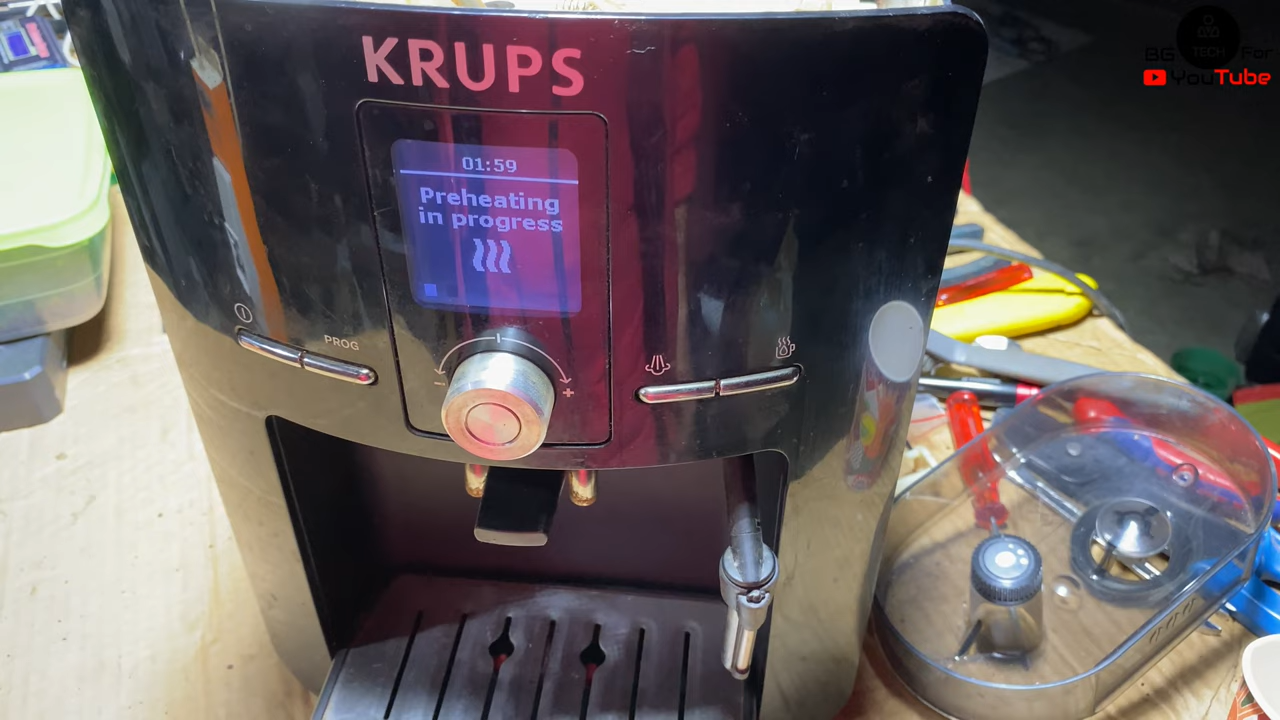 KRUPS
BG TECH For
YouTube
01:59
Preheating
in progress
PROG
- +